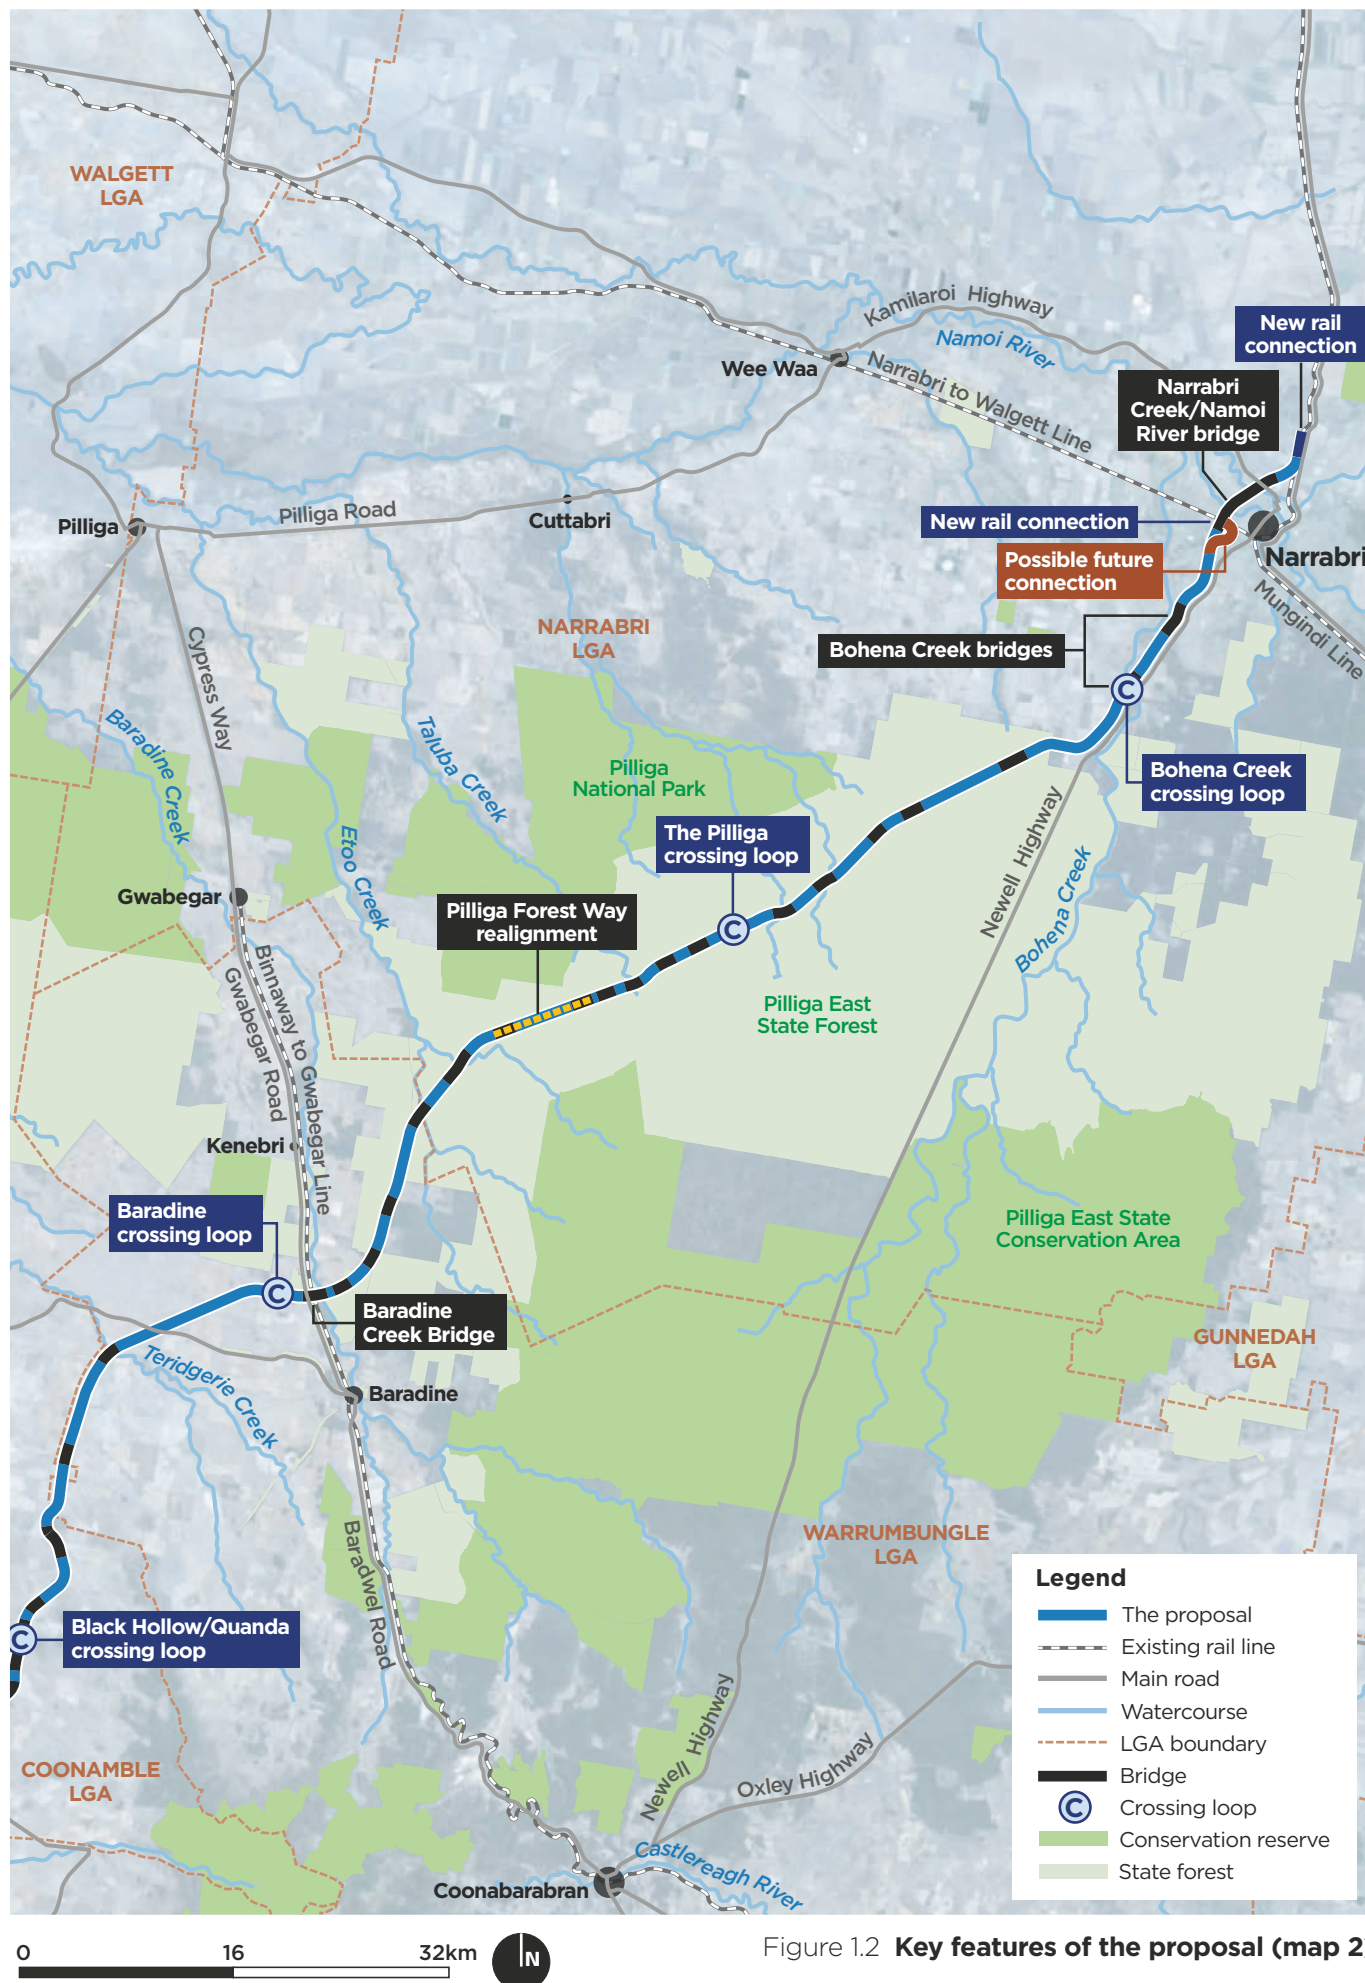 WALGETT
LGA
Kamilaroi Highway
Namoi River
New rail
connection
Wee Waa
Narrabri to Walgett Line
Narrabri
Creek/Namoi
River bridge
Pilliga Road
Cuttabri
Pilliga
New rail connection
Possible future
connection
Narrabri
Mungindi Line
NARRABRI
LGA
Bohena Creek bridges
C
Cypress Way
Baradine Creek
Taluba Creek
Pilliga
National Park
Bohena Creek
crossing loop
Etoo Creek
The Pilliga
crossing loop
Newell Highway
Bohena Creek
Gwabegar
Pilliga Forest Way
realignment
C
Binnaway to Gwabegar Line
Gwabegar Road
Pilliga East
State Forest
Kenebri
Baradine
crossing loop
Pilliga East State
Conservation Area
C
Baradine
Creek Bridge
GUNNEDAH
LGA
Teridgerie Creek
Baradine
Baradwel Road
WARRUMBUNGLE
LGA
Black Hollow/Quanda
crossing loop
C
COONAMBLE
LGA
Newell Highway
Oxley Highway
Castlereagh River
Coonabarabran
Legend
The proposal
Existing rail line
Main road
Watercourse
LGA boundary
Bridge
C
Crossing loop
Conservation reserve
State forest
0 16 32km
N
Figure 1.2 Key features of the proposal (map 2)